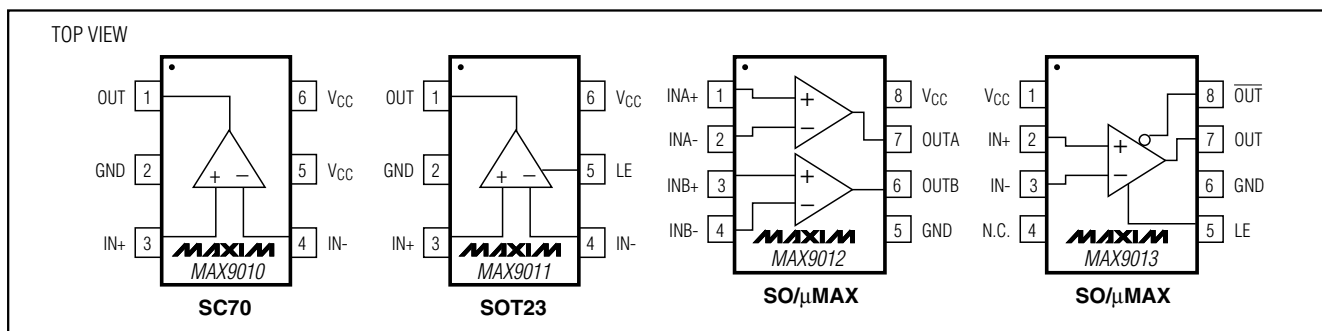 TOP VIEW
OUT 1 6 VCC
GND 2 5 VCC
IN+ 3 4 IN-
+ −
MAXIM
MAX9010
SC70
OUT 1 6 VCC
GND 2 5 LE
IN+ 3 4 IN-
+ −
MAXIM
MAX9011
SOT23
INA+ 1 8 VCC
INA- 2 7 OUTA
INB+ 3 6 OUTB
INB- 4 5 GND
+
−
+
−
MAXIM
MAX9012
SO/μMAX
VCC 1 8 O̅U̅T̅
IN+ 2 7 OUT
IN- 3 6 GND
N.C. 4 5 LE
+
−
MAXIM
MAX9013
SO/μMAX